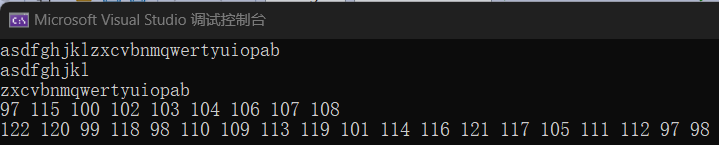 Microsoft Visual Studio 调试控制台
asdfghjklzxcvbnmqwertyuiopab
asdfghjkl
zxcvbnmqwertyuiopab
97 115 100 102 103 104 106 107 108
122 120 99 118 98 110 109 113 119 101 114 116 121 117 105 111 112 97 98